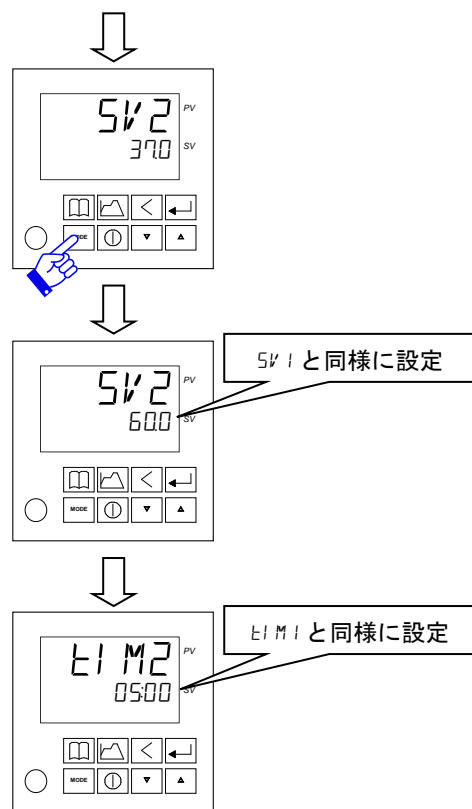 SV2 PV
37.0 SV
MODE
SV2 PV
60.0 SV
SV1と同様に設定
MODE
tIM2 PV
05:00 SV
tIM1と同様に設定
MODE